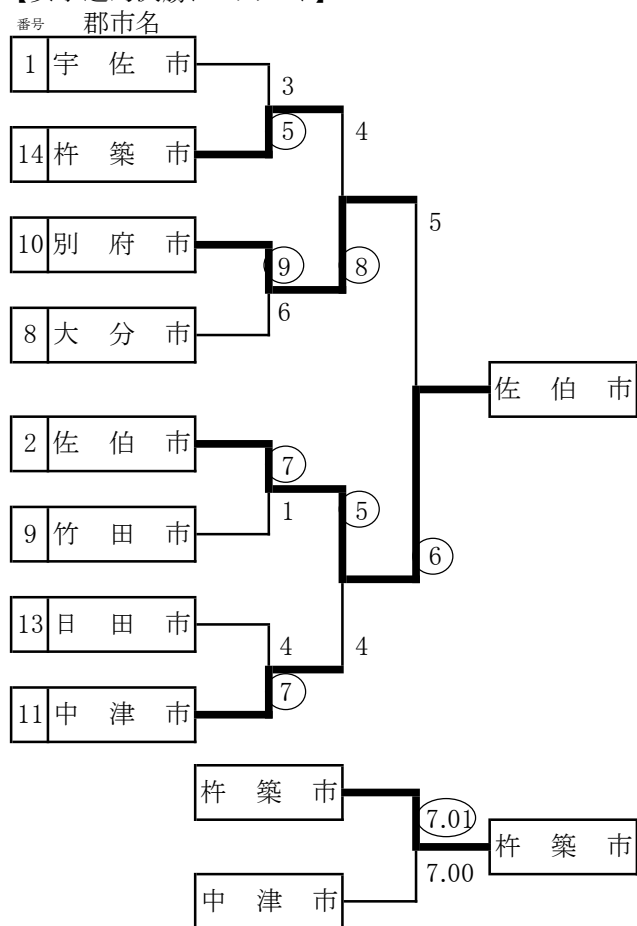 番号 郡市名
1 宇佐市
3
⑤ 4
14 杵築市
5
10 別府市
⑨ ⑧
6
8 大分市
佐伯市
2 佐伯市
⑦
1 ⑤
9 竹田市
⑥
13 日田市
4 4
⑦
11 中津市
杵築市
7.01
杵築市
7.00
中津市